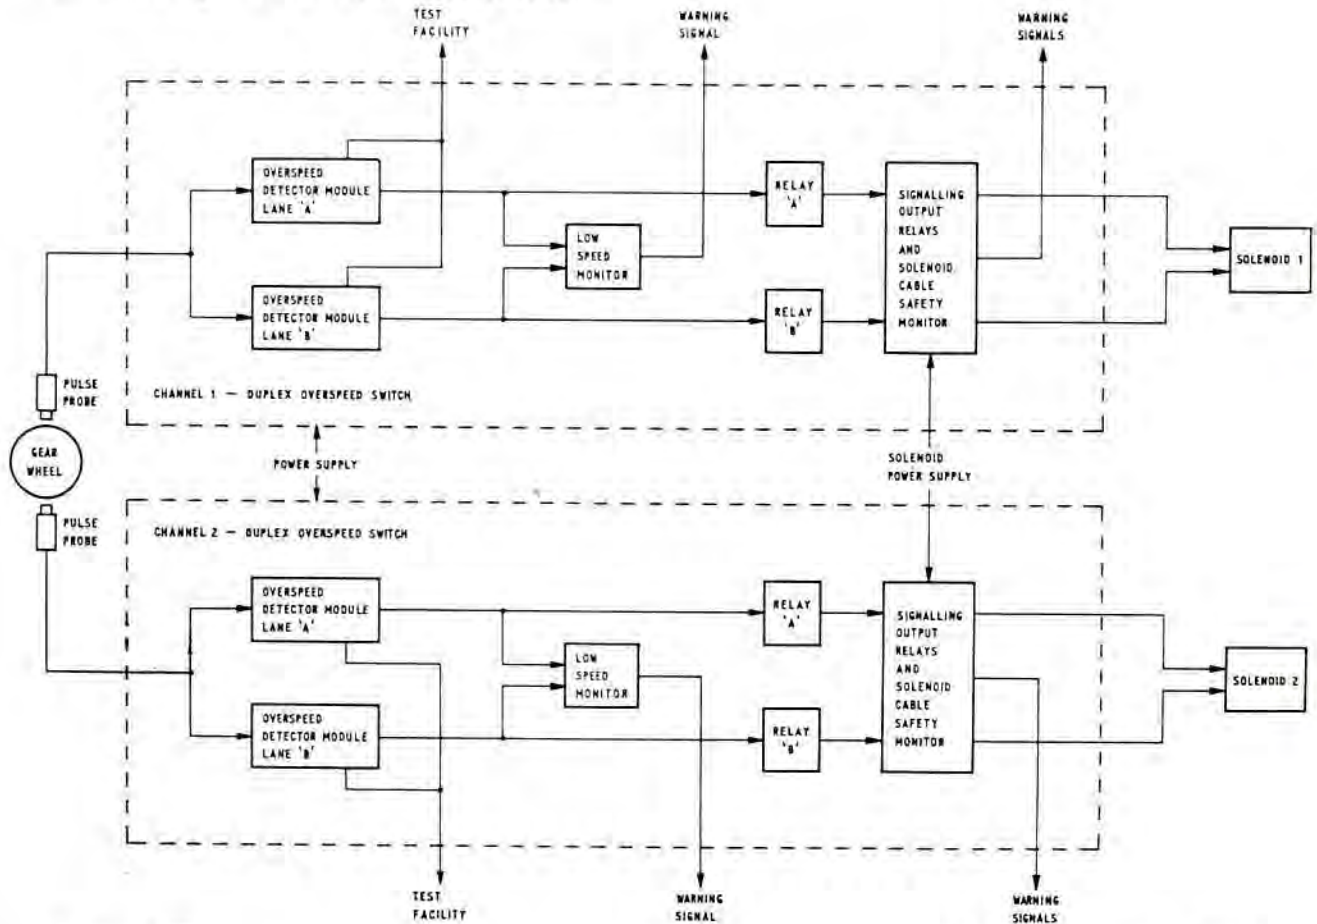 TEST
FACILITY
WARNING
SIGNAL
WARNING
SIGNALS
OVERSPEED
DETECTOR MODULE
LANE 'A'
OVERSPEED
DETECTOR MODULE
LANE 'B'
LOW
SPEED
MONITOR
RELAY
'A'
RELAY
'B'
SIGNALLING
OUTPUT
RELAYS
AND
SOLENOID
CABLE
SAFETY
MONITOR
SOLENOID 1
PULSE
PROBE
CHANNEL 1 — DUPLEX OVERSPEED SWITCH
GEAR
WHEEL
POWER SUPPLY
SOLENOID
POWER SUPPLY
PULSE
PROBE
CHANNEL 2 — DUPLEX OVERSPEED SWITCH
OVERSPEED
DETECTOR MODULE
LANE 'A'
OVERSPEED
DETECTOR MODULE
LANE 'B'
LOW
SPEED
MONITOR
RELAY
'A'
RELAY
'B'
SIGNALLING
OUTPUT
RELAYS
AND
SOLENOID
CABLE
SAFETY
MONITOR
SOLENOID 2
TEST
FACILITY
WARNING
SIGNAL
WARNING
SIGNALS